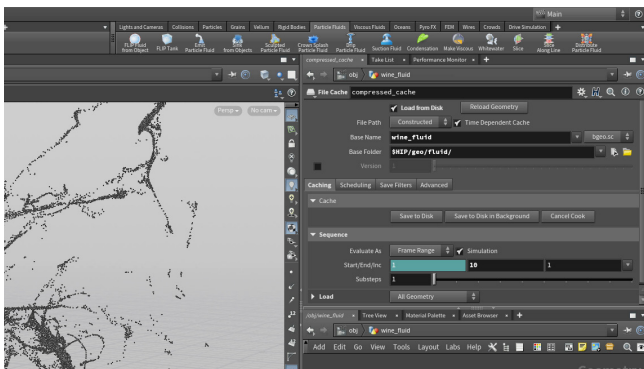 Main
Lights and Cameras Collisions Particles Grains Vellum Rigid Bodies Particle Fluids Viscous Fluids Oceans Pyro FX FEM Wires Crowds Drive Simulation
FLIP Fluid from Object FLIP Tank Emit Particle Fluid Sink from Objects Sculpted Particle Fluid Crown Splash Particle Fluid Drip Particle Fluid Suction Fluid Condensation Make Viscous Whitewater Slice Slice Along Line Distribute Particle Fluid
compressed_cache Take List Performance Monitor
obj wine_fluid
File Cache compressed_cache
Load from Disk Reload Geometry
Persp No cam
File Path Constructed Time Dependent Cache
Base Name wine_fluid bgeo.sc
Base Folder $HIP/geo/fluid/
Version 1
Caching Scheduling Save Filters Advanced
Cache
Save to Disk Save to Disk in Background Cancel Cook
Sequence
Evaluate As Frame Range Simulation
Start/End/Inc 1 10 1
Substeps 1
Load All Geometry
/obj/wine_fluid Tree View Material Palette Asset Browser
obj wine_fluid
Add Edit Go View Tools Layout Labs Help